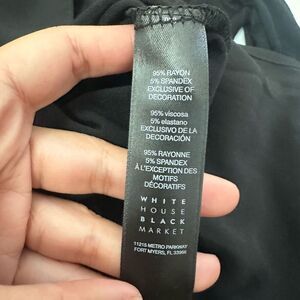 95% RAYON
5% SPANDEX
EXCLUSIVE OF
DECORATION
95% viscosa
5% elastano
EXCLUSIVO DE LA
DECORACIÓN
95% RAYONNE
5% SPANDEX
À L'EXCEPTION DES
MOTIFS
DÉCORATIFS
WHITE
HOUSE
BLACK
MARKET
11215 METRO PARKWAY
FORT MYERS, FL 33966